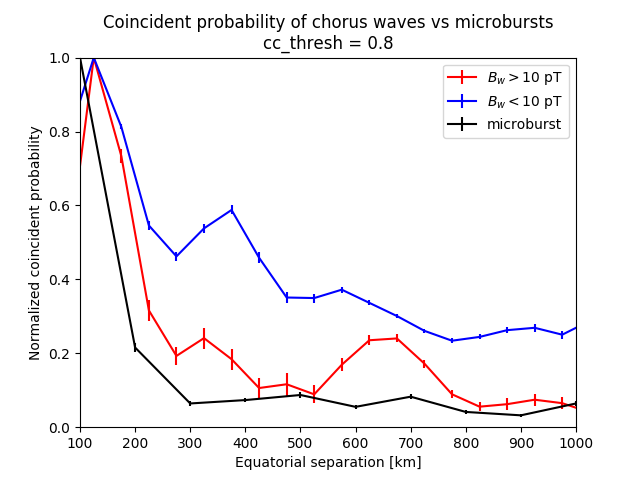 Coincident probability of chorus waves vs microbursts
cc_thresh = 0.8
Normalized coincident probability
1.0
0.8
0.6
0.4
0.2
0.0
B_w > 10 pT
B_w < 10 pT
microburst
100 200 300 400 500 600 700 800 900 1000
Equatorial separation [km]